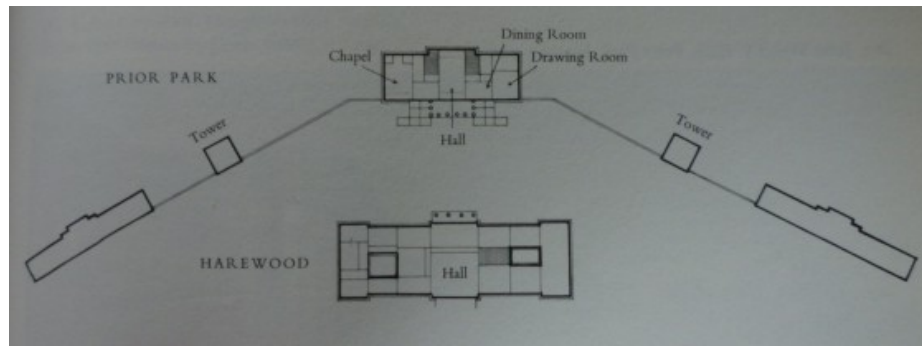 Dining Room
Chapel
Drawing Room
PRIOR PARK
Tower
Tower
Hall
HAREWOOD
Hall